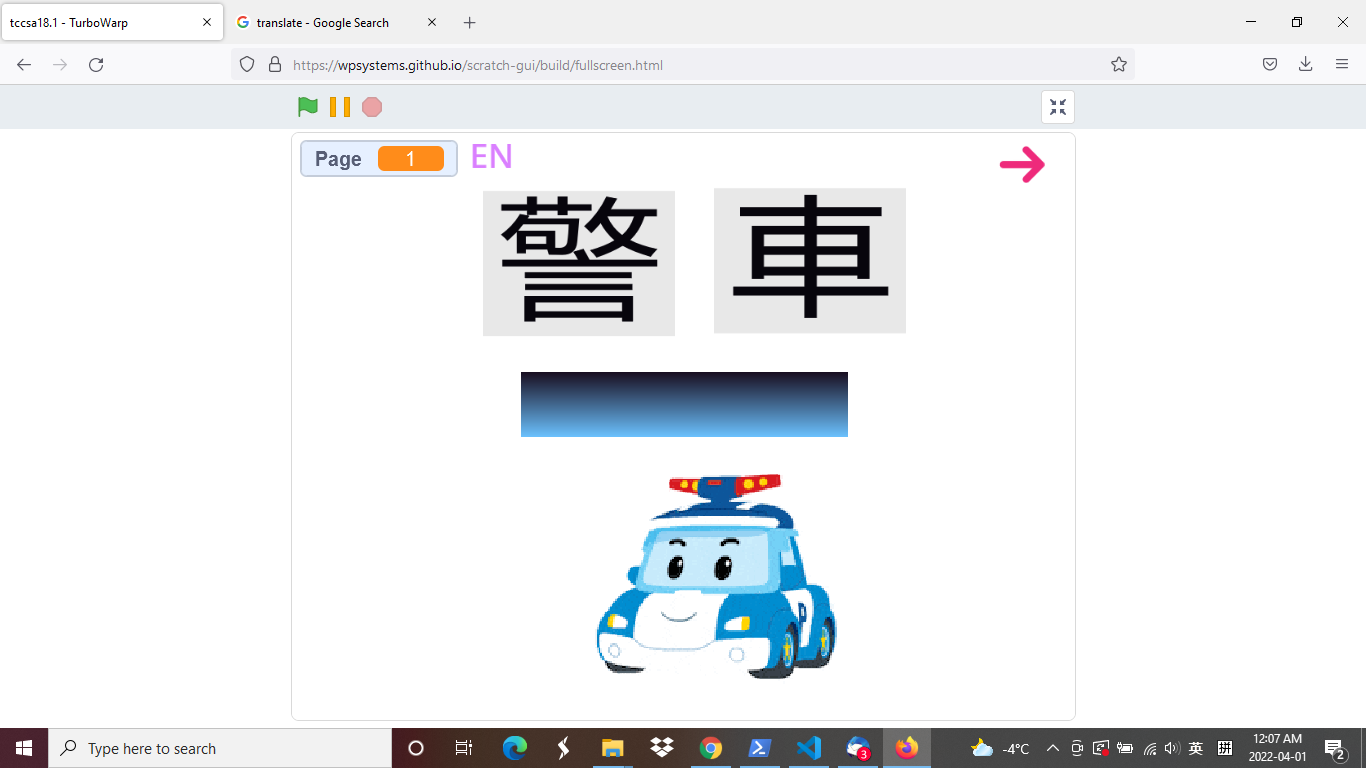 tccsa18.1 - TurboWarp
translate - Google Search
https://wpsystems.github.io/scratch-gui/build/fullscreen.html
Page 1 EN
警車
P
Type here to search
3
-4°C
英 拼
12:07 AM
2022-04-01
2